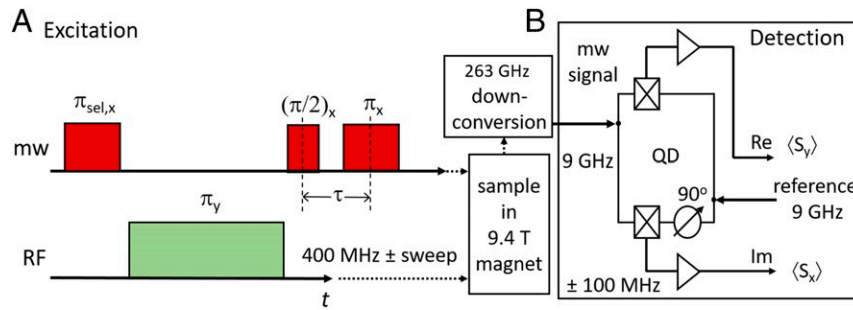 A Excitation
π_sel,x
(π/2)_x
π_x
mw
τ
π_y
RF
400 MHz ± sweep
t
263 GHz
down-
conversion
sample
in
9.4 T
magnet
B
Detection
mw
signal
9 GHz
QD
90°
Re
⟨S_y⟩
reference
9 GHz
Im
⟨S_x⟩
± 100 MHz